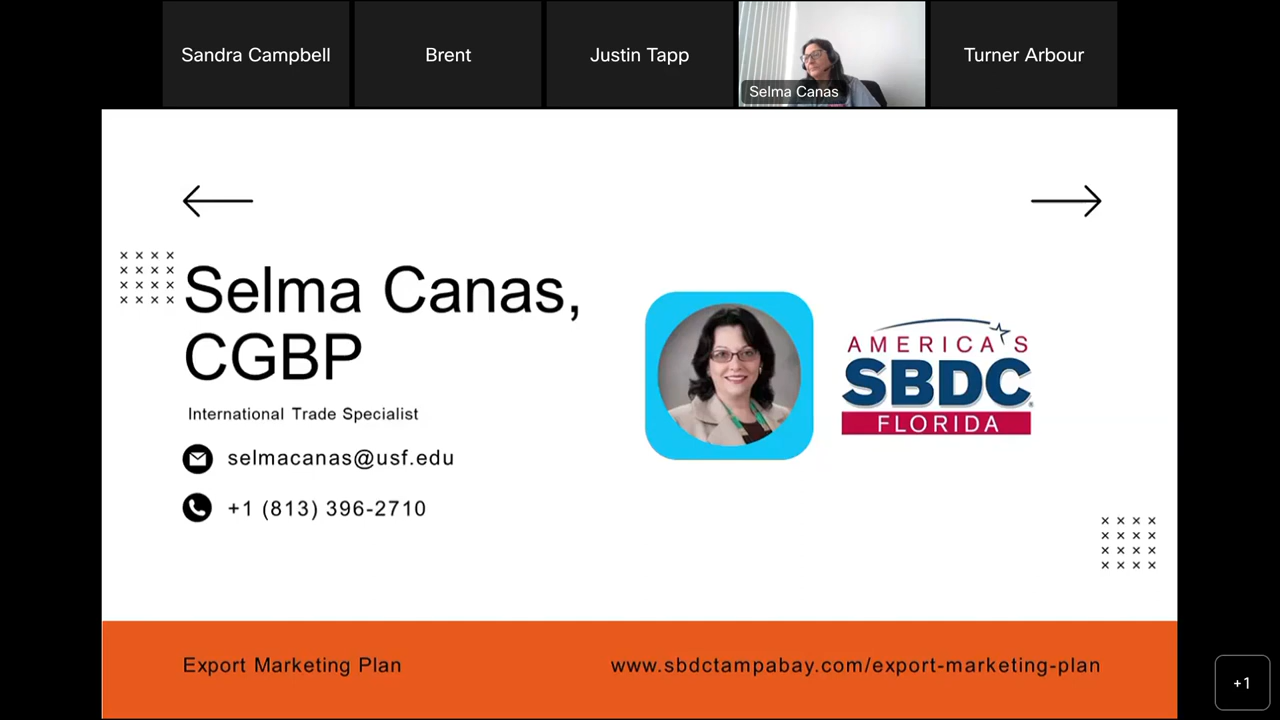 Sandra Campbell
Brent
Justin Tapp
Selma Canas
Turner Arbour
Selma Canas,
CGBP
International Trade Specialist
selmacanas@usf.edu
+1 (813) 396-2710
AMERICA'S
SBDC
FLORIDA
Export Marketing Plan
www.sbdctampabay.com/export-marketing-plan
+1